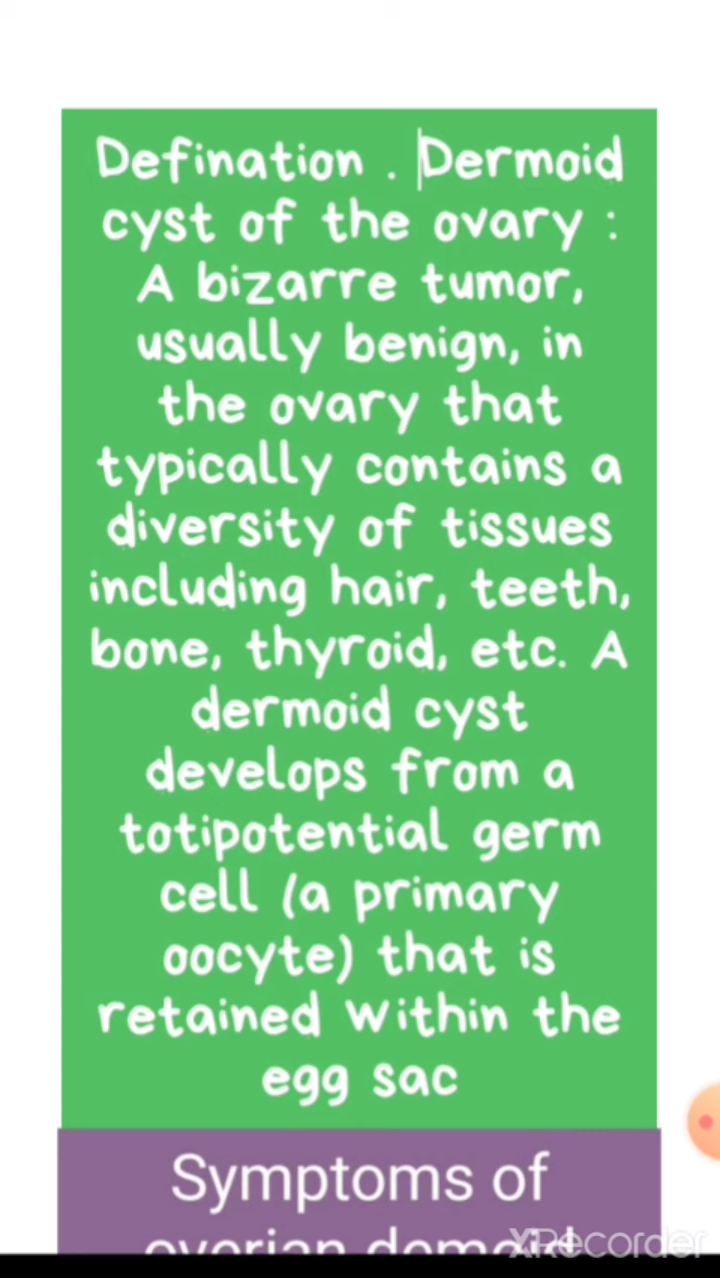 Defination . Dermoid
cyst of the ovary :
A bizarre tumor,
usually benign, in
the ovary that
typically contains a
diversity of tissues
including hair, teeth,
bone, thyroid, etc. A
dermoid cyst
develops from a
totipotential germ
cell (a primary
oocyte) that is
retained within the
egg sac
Symptoms of
XRecorder